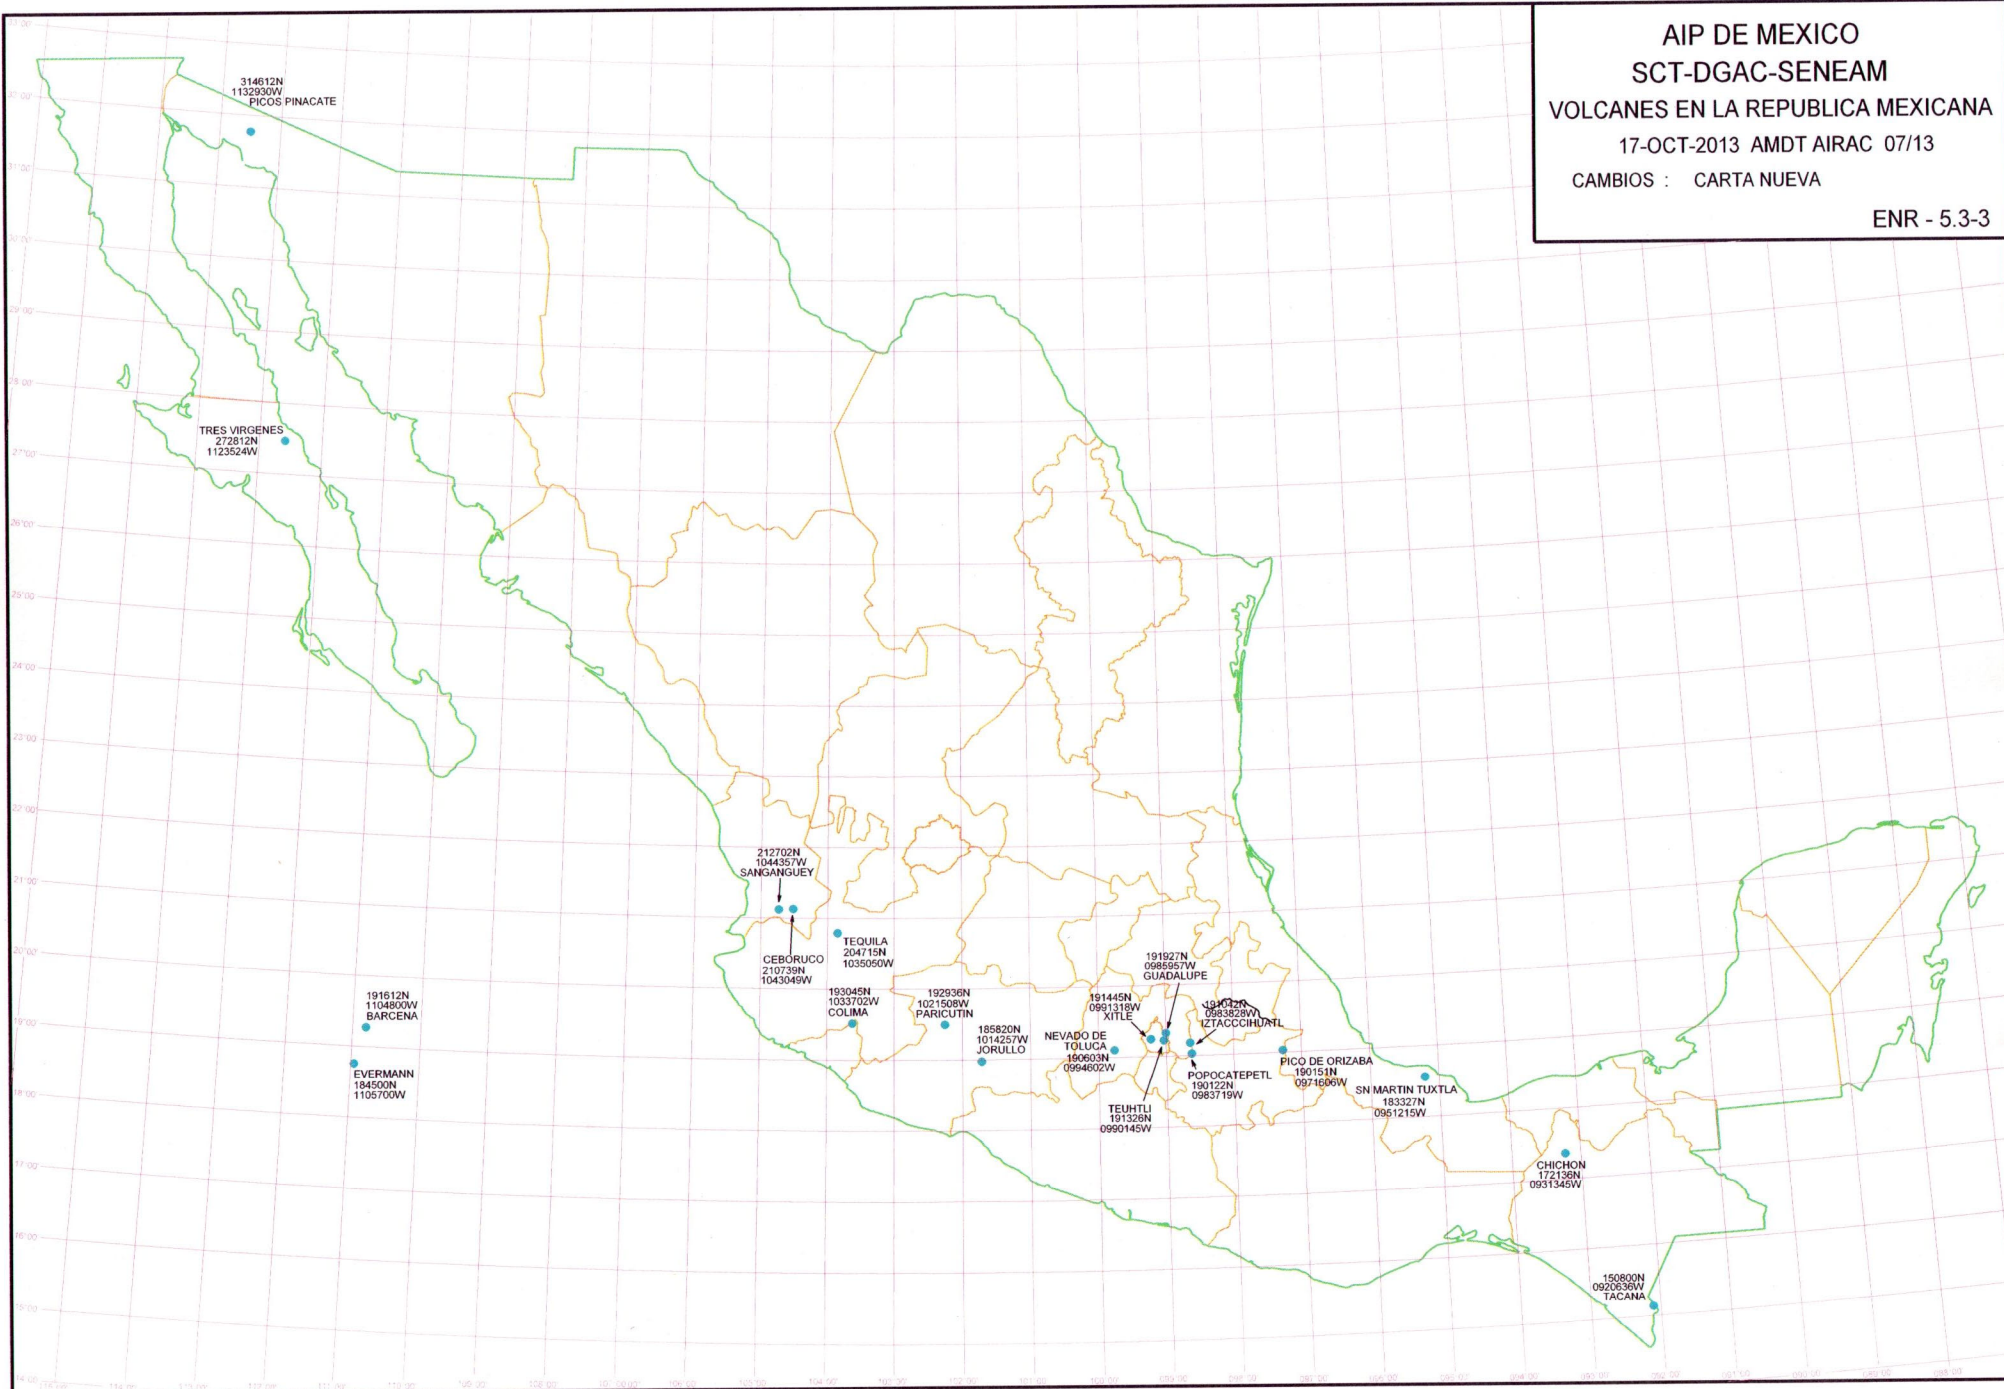 AIP DE MEXICO
SCT-DGAC-SENEAM
VOLCANES EN LA REPUBLICA MEXICANA
17-OCT-2013 AMDT AIRAC 07/13
CAMBIOS : CARTA NUEVA
ENR - 5.3-3
314612N
1132930W
PICOS PINACATE
TRES VIRGENES
272812N
1123524W
212702N
1044357W
SANGANGUEY
CEBORUCO
210739N
1043049W
TEQUILA
204715N
1035050W
193045N
1033702W
COLIMA
192936N
1021508W
PARICUTIN
185820N
1014257W
JORULLO
191612N
1104800W
BARCENA
EVERMANN
184500N
1105700W
NEVADO DE
TOLUCA
190603N
0994602W
191445N
0991318W
XITLE
191927N
0985957W
GUADALUPE
191042N
0983828W
IZTACCCIHUATL
TEUHTLI
191326N
0990145W
POPOCATEPETL
190122N
0983719W
PICO DE ORIZABA
190151N
0971606W
SN MARTIN TUXTLA
183327N
0951215W
CHICHON
172136N
0931345W
150800N
0920636W
TACANA